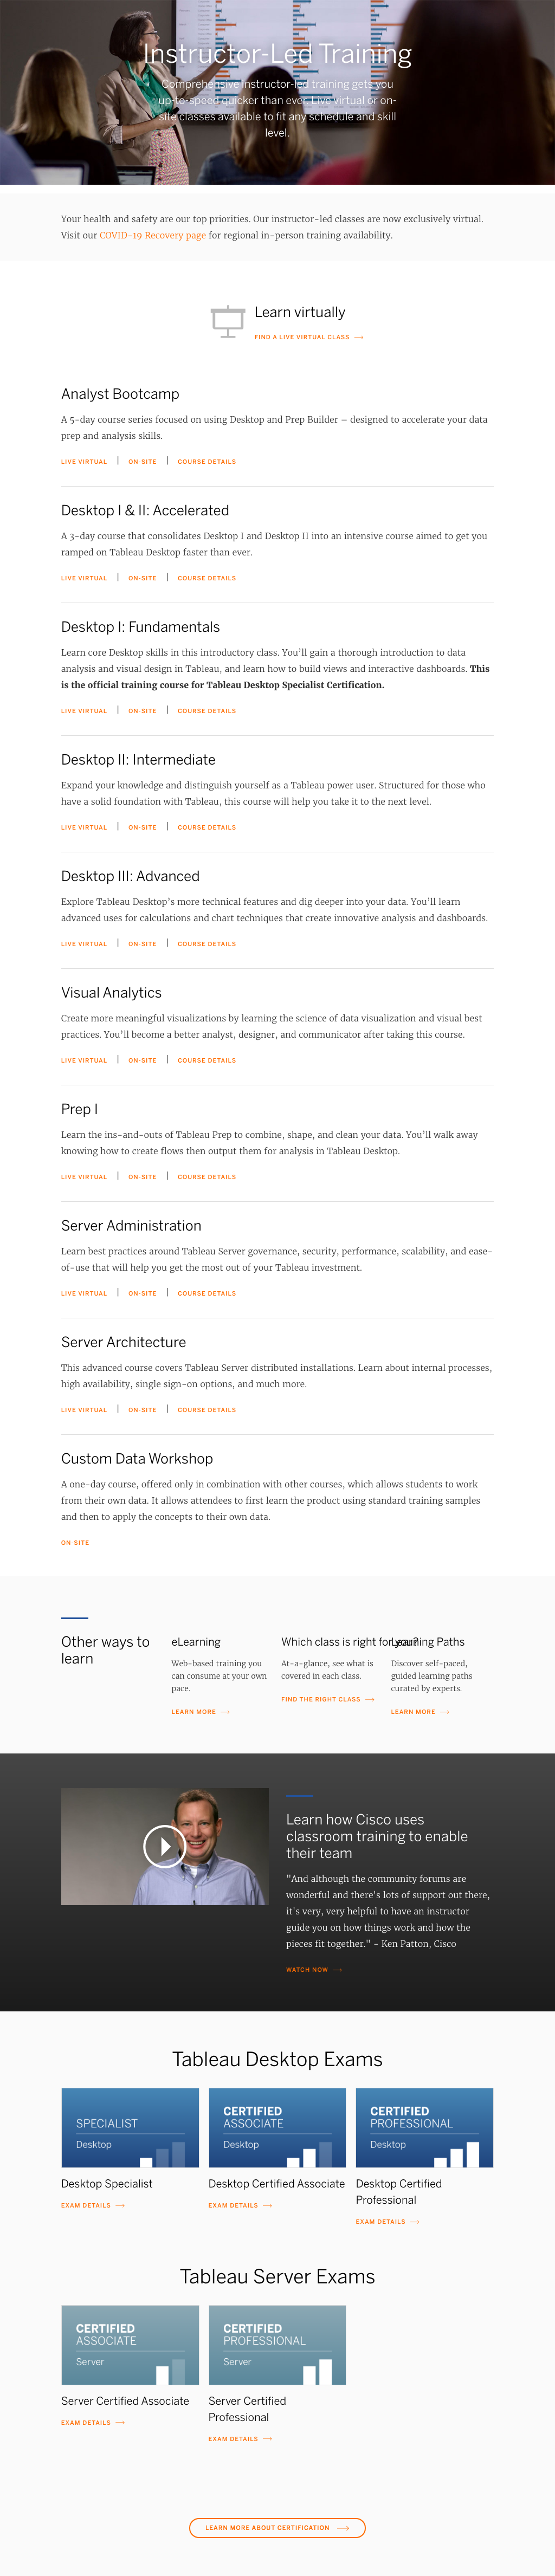 Instructor-Led Training
Comprehensive instructor-led training gets you
up-to-speed quicker than ever. Live virtual or on-
site classes available to fit any schedule and skill
level.
Your health and safety are our top priorities. Our instructor-led classes are now exclusively virtual.
Visit our COVID-19 Recovery page for regional in-person training availability.
Learn virtually
FIND A LIVE VIRTUAL CLASS
Analyst Bootcamp
A 5-day course series focused on using Desktop and Prep Builder – designed to accelerate your data
prep and analysis skills.
LIVE VIRTUAL | ON-SITE | COURSE DETAILS
Desktop I & II: Accelerated
A 3-day course that consolidates Desktop I and Desktop II into an intensive course aimed to get you
ramped on Tableau Desktop faster than ever.
LIVE VIRTUAL | ON-SITE | COURSE DETAILS
Desktop I: Fundamentals
Learn core Desktop skills in this introductory class. You’ll gain a thorough introduction to data
analysis and visual design in Tableau, and learn how to build views and interactive dashboards. This
is the official training course for Tableau Desktop Specialist Certification.
LIVE VIRTUAL | ON-SITE | COURSE DETAILS
Desktop II: Intermediate
Expand your knowledge and distinguish yourself as a Tableau power user. Structured for those who
have a solid foundation with Tableau, this course will help you take it to the next level.
LIVE VIRTUAL | ON-SITE | COURSE DETAILS
Desktop III: Advanced
Explore Tableau Desktop's more technical features and dig deeper into your data. You’ll learn
advanced uses for calculations and chart techniques that create innovative analysis and dashboards.
LIVE VIRTUAL | ON-SITE | COURSE DETAILS
Visual Analytics
Create more meaningful visualizations by learning the science of data visualization and visual best
practices. You’ll become a better analyst, designer, and communicator after taking this course.
LIVE VIRTUAL | ON-SITE | COURSE DETAILS
Prep I
Learn the ins-and-outs of Tableau Prep to combine, shape, and clean your data. You’ll walk away
knowing how to create flows then output them for analysis in Tableau Desktop.
LIVE VIRTUAL | ON-SITE | COURSE DETAILS
Server Administration
Learn best practices around Tableau Server governance, security, performance, scalability, and ease-
of-use that will help you get the most out of your Tableau investment.
LIVE VIRTUAL | ON-SITE | COURSE DETAILS
Server Architecture
This advanced course covers Tableau Server distributed installations. Learn about internal processes,
high availability, single sign-on options, and much more.
LIVE VIRTUAL | ON-SITE | COURSE DETAILS
Custom Data Workshop
A one-day course, offered only in combination with other courses, which allows students to work
from their own data. It allows attendees to first learn the product using standard training samples
and then to apply the concepts to their own data.
ON-SITE
Other ways to
learn
eLearning
Web-based training you
can consume at your own
pace.
LEARN MORE
Which class is right for you?
At-a-glance, see what is
covered in each class.
FIND THE RIGHT CLASS
Learning Paths
Discover self-paced,
guided learning paths
curated by experts.
LEARN MORE
Learn how Cisco uses
classroom training to enable
their team
"And although the community forums are
wonderful and there's lots of support out there,
it's very, very helpful to have an instructor
guide you on how things work and how the
pieces fit together." - Ken Patton, Cisco
WATCH NOW
Tableau Desktop Exams
SPECIALIST
Desktop
Desktop Specialist
EXAM DETAILS
CERTIFIED
ASSOCIATE
Desktop
Desktop Certified Associate
EXAM DETAILS
CERTIFIED
PROFESSIONAL
Desktop
Desktop Certified
Professional
EXAM DETAILS
Tableau Server Exams
CERTIFIED
ASSOCIATE
Server
Server Certified Associate
EXAM DETAILS
CERTIFIED
PROFESSIONAL
Server
Server Certified
Professional
EXAM DETAILS
LEARN MORE ABOUT CERTIFICATION